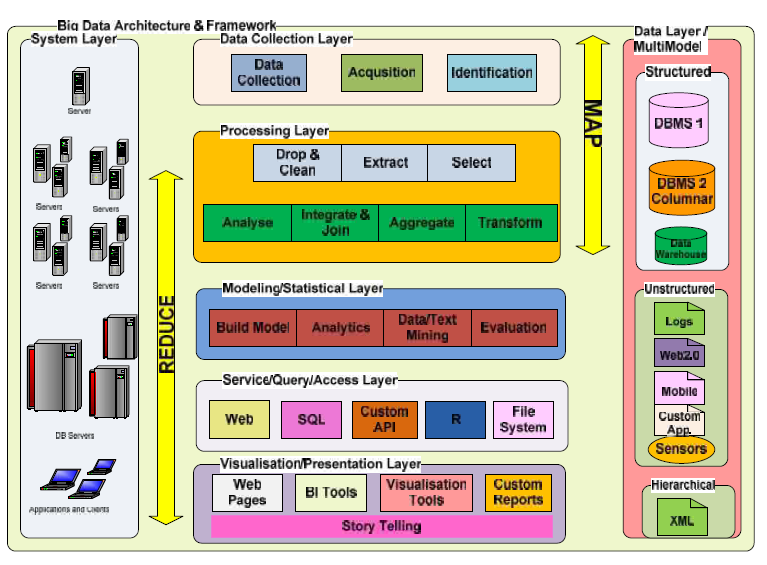 Big Data Architecture & Framework
System Layer
Server
Servers
Servers
Servers
Servers
DB Servers
Applications and Clients
REDUCE
Data Collection Layer
Data
Collection
Acqusition
Identification
Processing Layer
Drop &
Clean
Extract
Select
Analyse
Integrate &
Join
Aggregate
Transform
Modeling/Statistical Layer
Build Model
Analytics
Data/Text
Mining
Evaluation
Service/Query/Access Layer
Web
SQL
Custom
API
R
File
System
Visualisation/Presentation Layer
Web
Pages
BI Tools
Visualisation
Tools
Custom
Reports
Story Telling
MAP
Data Layer /
MultiModel
Structured
DBMS 1
DBMS 2
Columnar
Data
Warehouse
Unstructured
Logs
Web2.0
Mobile
Custom
App.
Sensors
Hierarchical
XML